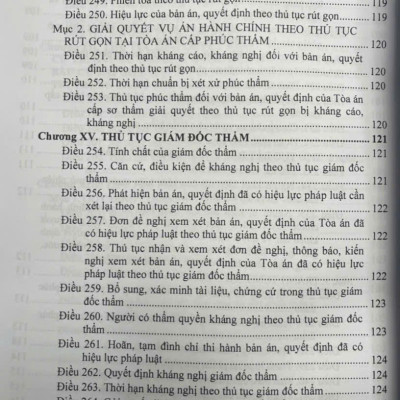 Điều 249. Phiên tòa theo thủ tục rút gọn 119
Điều 250. Hiệu lực của bản án, quyết định theo thủ tục rút gọn 119
Mục 2. GIẢI QUYẾT VỤ ÁN HÀNH CHÍNH THEO THỦ TỤC
RÚT GỌN TẠI TÒA ÁN CẤP PHÚC THẨM 120
Điều 251. Thời hạn kháng cáo, kháng nghị đối với bản án, quyết
định theo thủ tục rút gọn 120
Điều 252. Thời hạn chuẩn bị xét xử phúc thẩm 120
Điều 253. Thủ tục phúc thẩm đối với bản án, quyết định của Tòa án
cấp sơ thẩm giải quyết theo thủ tục rút gọn bị kháng cáo,
kháng nghị 120
Chương XV. THỦ TỤC GIÁM ĐỐC THẨM 121
Điều 254. Tính chất của giám đốc thẩm 121
Điều 255. Căn cứ, điều kiện để kháng nghị theo thủ tục giám đốc
thẩm 121
Điều 256. Phát hiện bản án, quyết định đã có hiệu lực pháp luật cần
xét lại theo thủ tục giám đốc thẩm 122
Điều 257. Đơn đề nghị xem xét bản án, quyết định của Tòa án đã
có hiệu lực pháp luật theo thủ tục giám đốc thẩm 122
Điều 258. Thủ tục nhận và xem xét đơn đề nghị, thông báo, kiến
nghị xem xét bản án, quyết định của Tòa án đã có hiệu lực
pháp luật theo thủ tục giám đốc thẩm 122
Điều 259. Bổ sung, xác minh tài liệu, chứng cứ trong thủ tục giám
đốc thẩm 123
Điều 260. Người có thẩm quyền kháng nghị theo thủ tục giám đốc
thẩm 123
Điều 261. Hoãn, tạm đình chỉ thi hành bản án, quyết định đã có
hiệu lực pháp luật 124
Điều 262. Quyết định kháng nghị giám đốc thẩm 124
Điều 263. Thời hạn kháng nghị theo thủ tục giám đốc thẩm 124